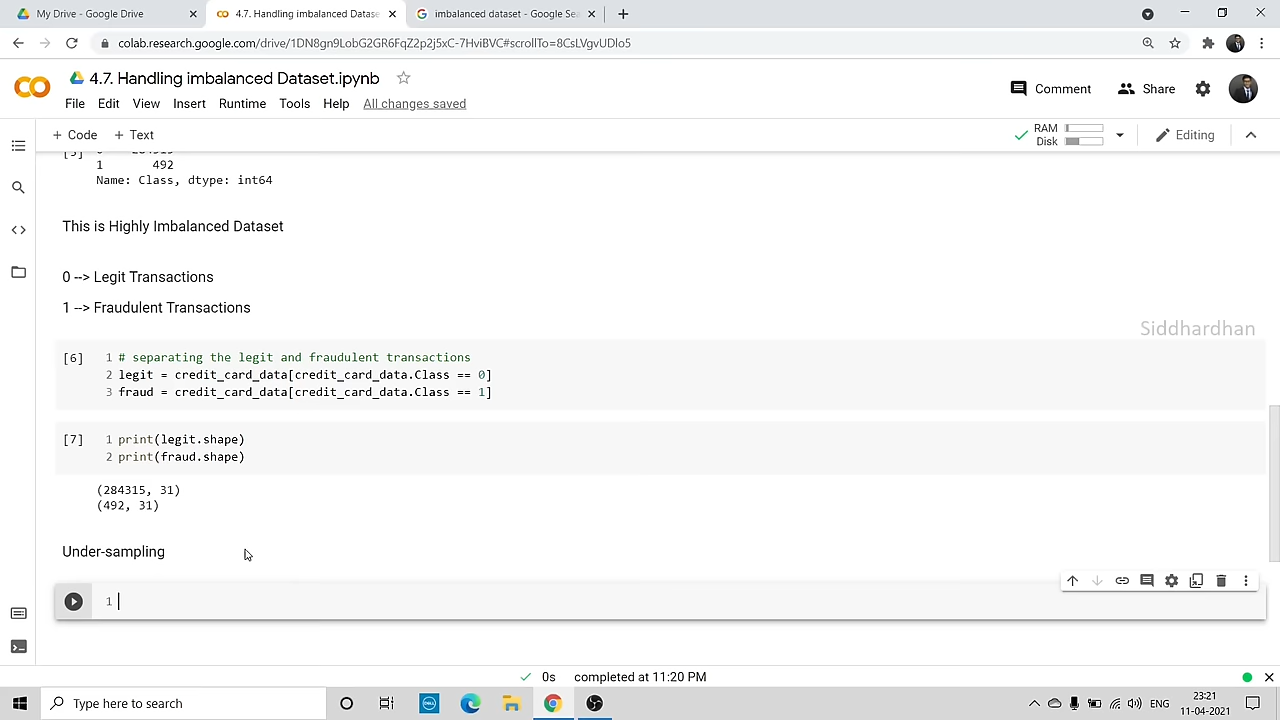 My Drive - Google Drive
4.7. Handling imbalanced Datase
imbalanced dataset - Google Sea
colab.research.google.com/drive/1DN8gn9LobG2GR6FqZ2p2j5xC-7HviBVC#scrollTo=8CsLVgvUDlo5
4.7. Handling imbalanced Dataset.ipynb
Comment
Share
File Edit View Insert Runtime Tools Help All changes saved
+ Code + Text
RAM
Disk
Editing
1 492
Name: Class, dtype: int64
This is Highly Imbalanced Dataset
0 --> Legit Transactions
1 --> Fraudulent Transactions
Siddhardhan
[6] 1 # separating the legit and fraudulent transactions
2 legit = credit_card_data[credit_card_data.Class == 0]
3 fraud = credit_card_data[credit_card_data.Class == 1]
[7] 1 print(legit.shape)
2 print(fraud.shape)
(284315, 31)
(492, 31)
Under-sampling
1
0s completed at 11:20 PM
Type here to search
DELL
ENG
23:21
11-04-2021